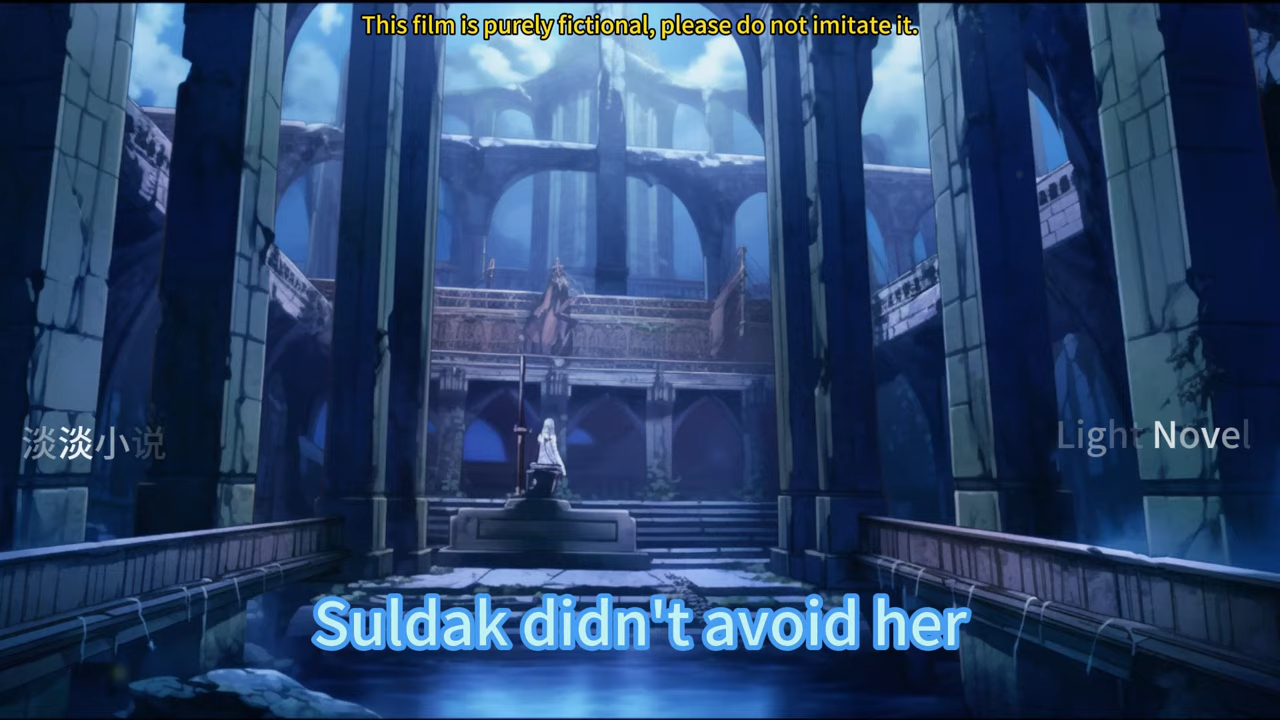 This film is purely fictional, please do not imitate it.
淡淡小说
Light Novel
Suldak didn't avoid her